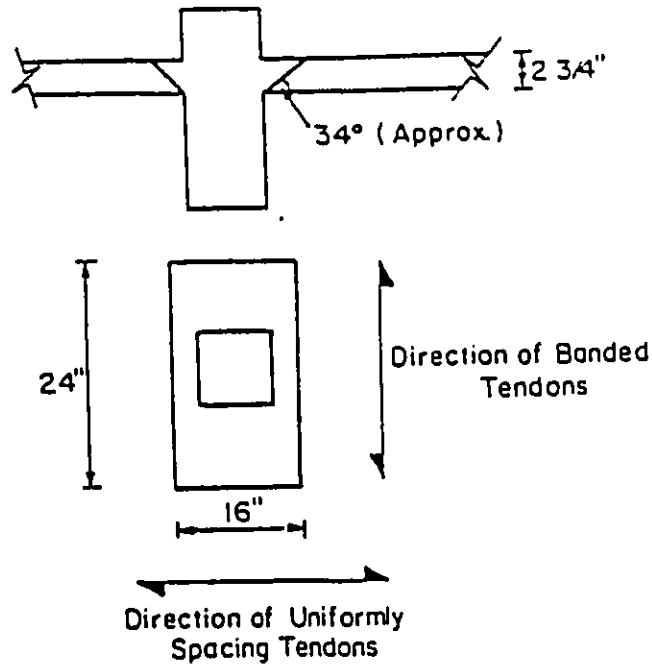 2 3/4"
34° (Approx.)
24"
Direction of Banded
Tendons
16"
Direction of Uniformly
Spacing Tendons